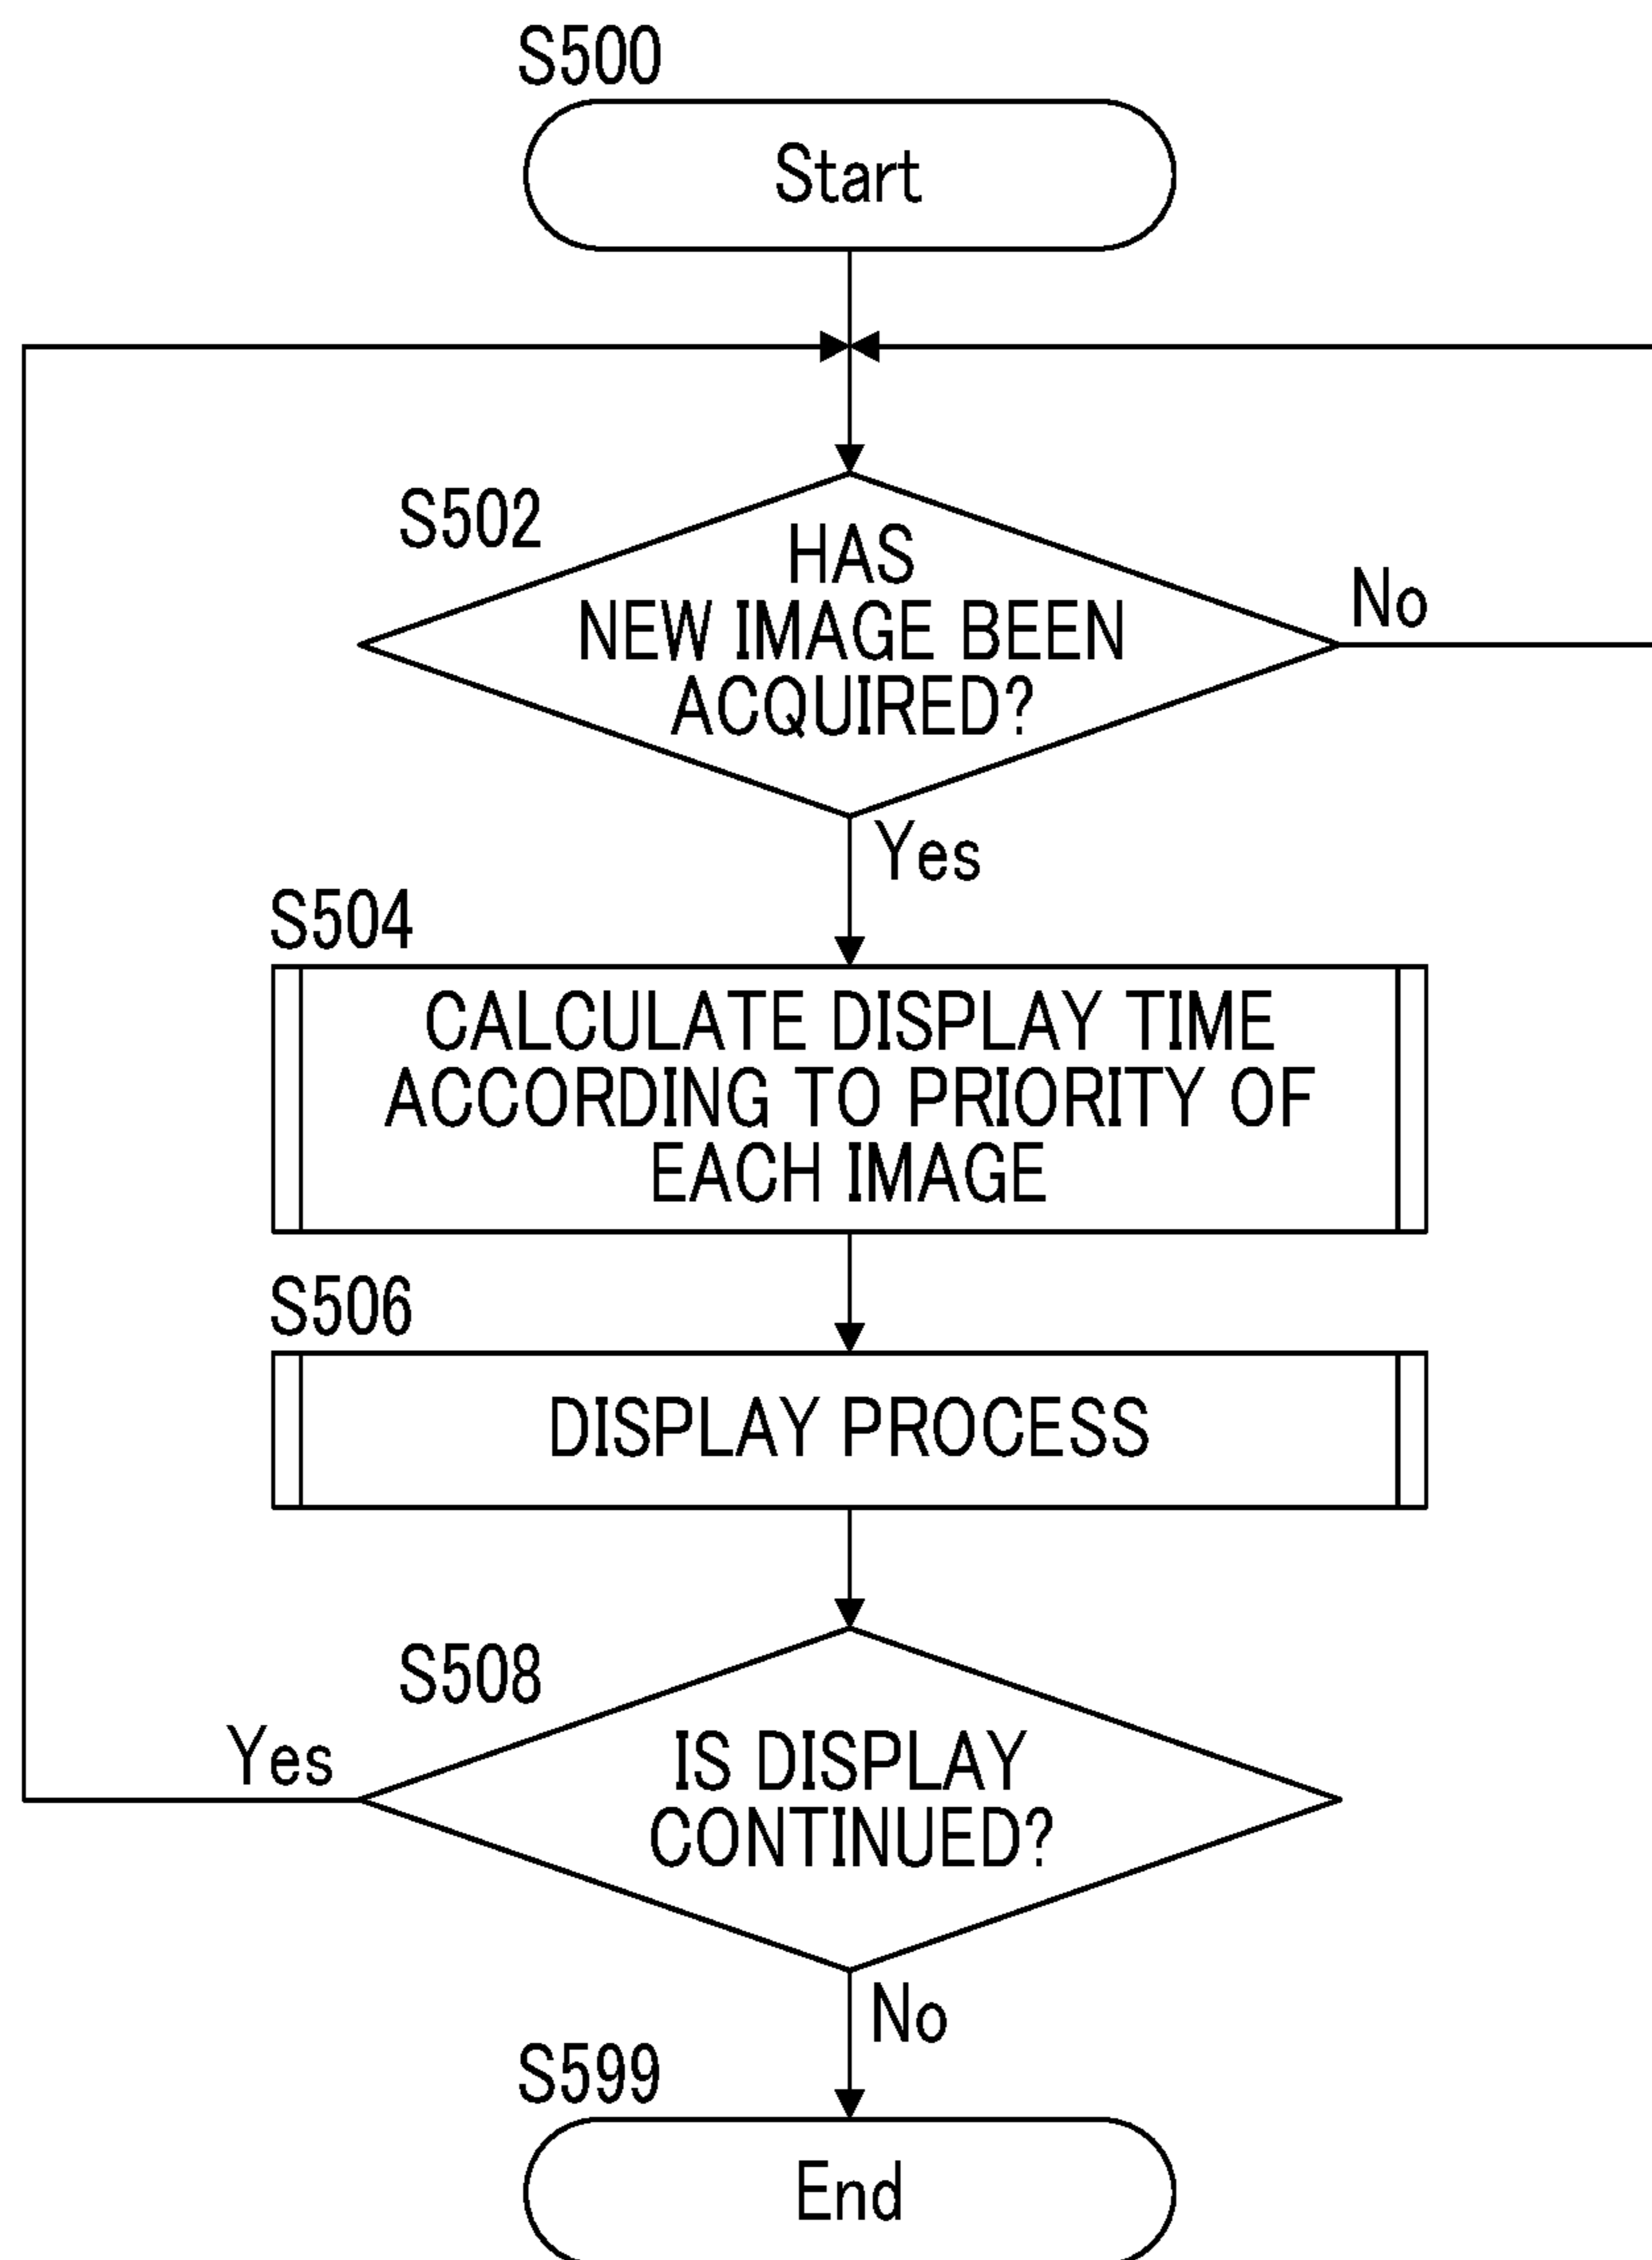 S500
Start
S502
HAS
NEW IMAGE BEEN
ACQUIRED?
No
Yes
S504
CALCULATE DISPLAY TIME
ACCORDING TO PRIORITY OF
EACH IMAGE
S506
DISPLAY PROCESS
S508
Yes
IS DISPLAY
CONTINUED?
No
S599
End